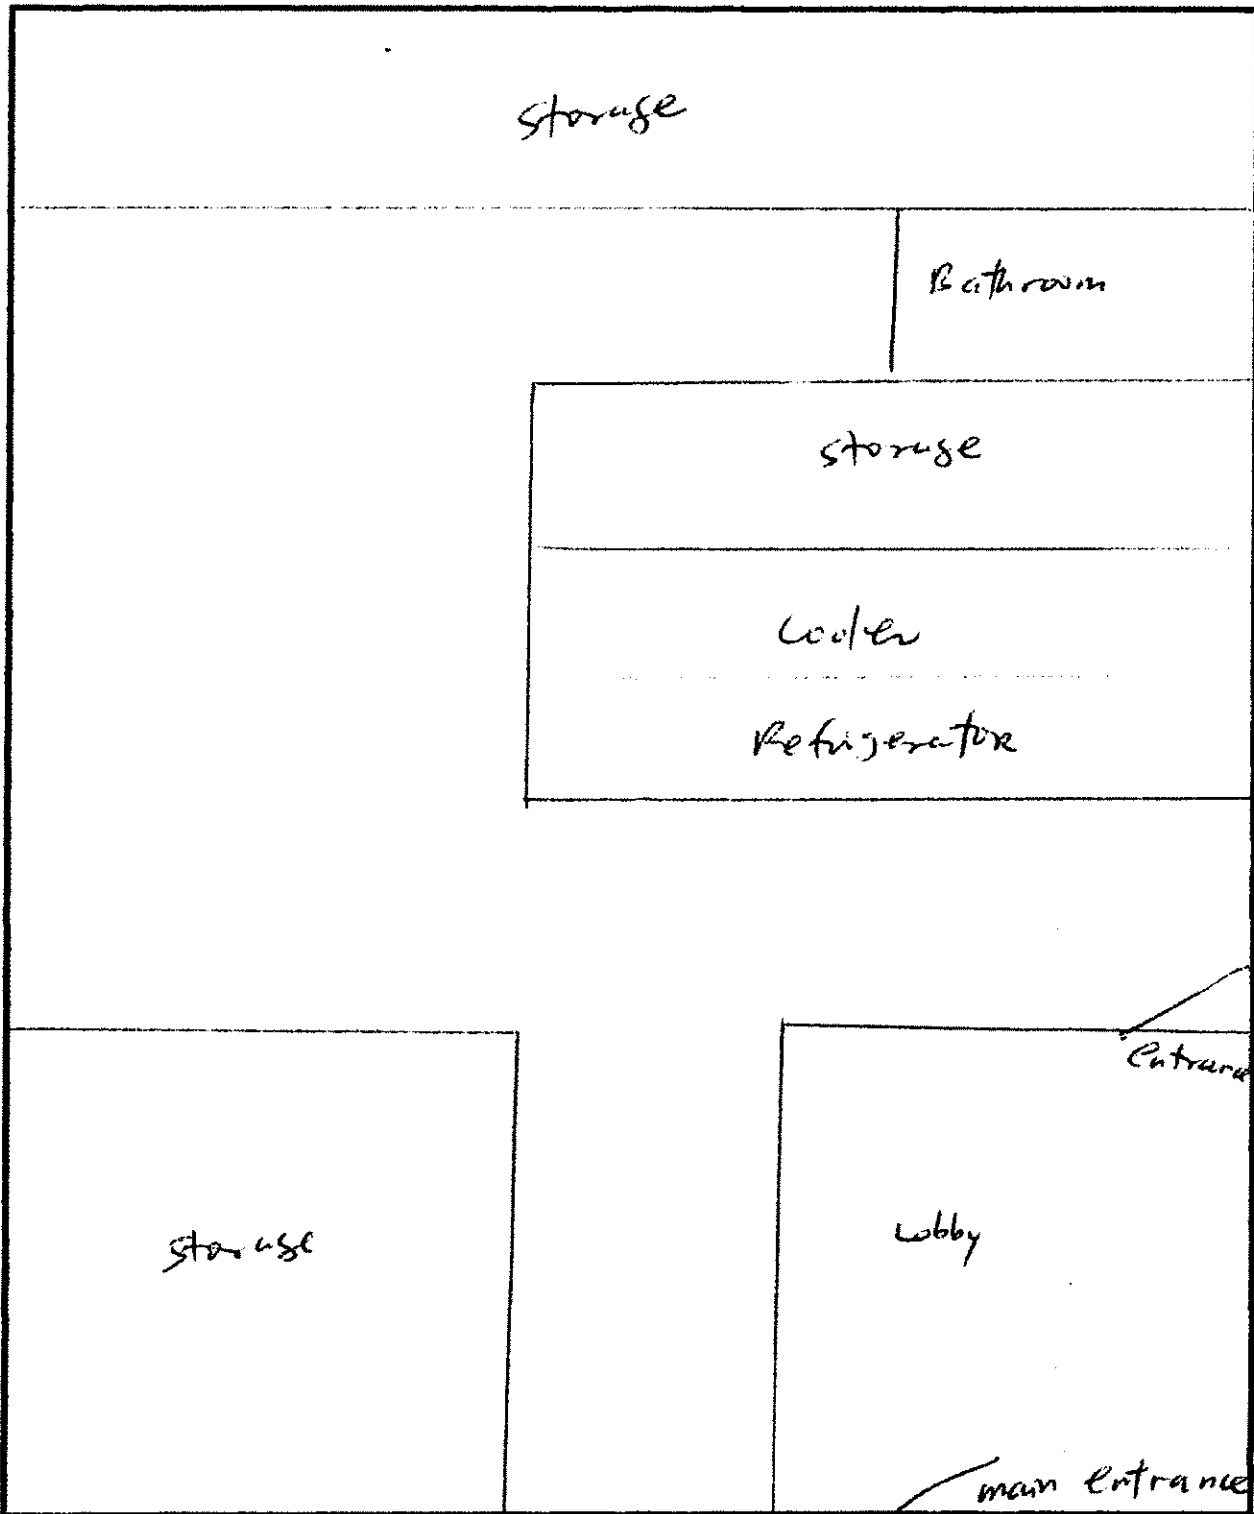 Storage
Bathroom
storage
Cooler
Refrigerator
Entrance
storage
Lobby
main entrance